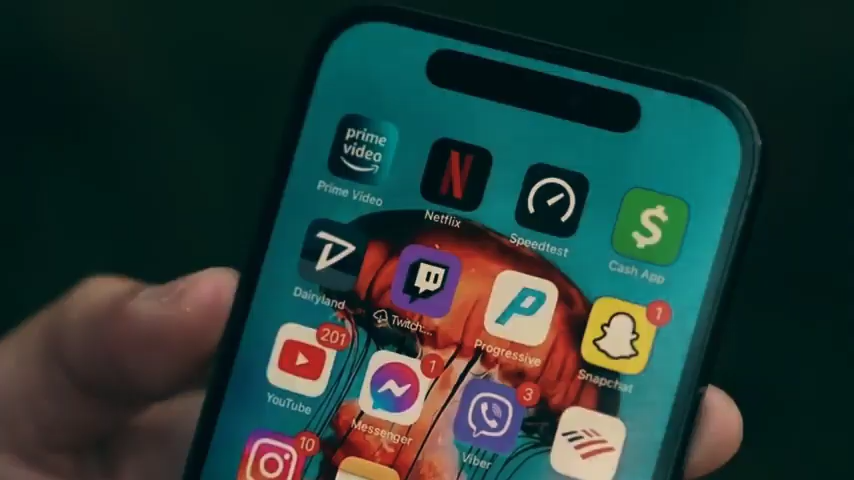 prime
video
Prime Video
N
Netflix
Speedtest
$
Cash App
D
Dairyland
Twitch...
P
Progressive
1
Snapchat
201
YouTube
1
Messenger
3
Viber
10